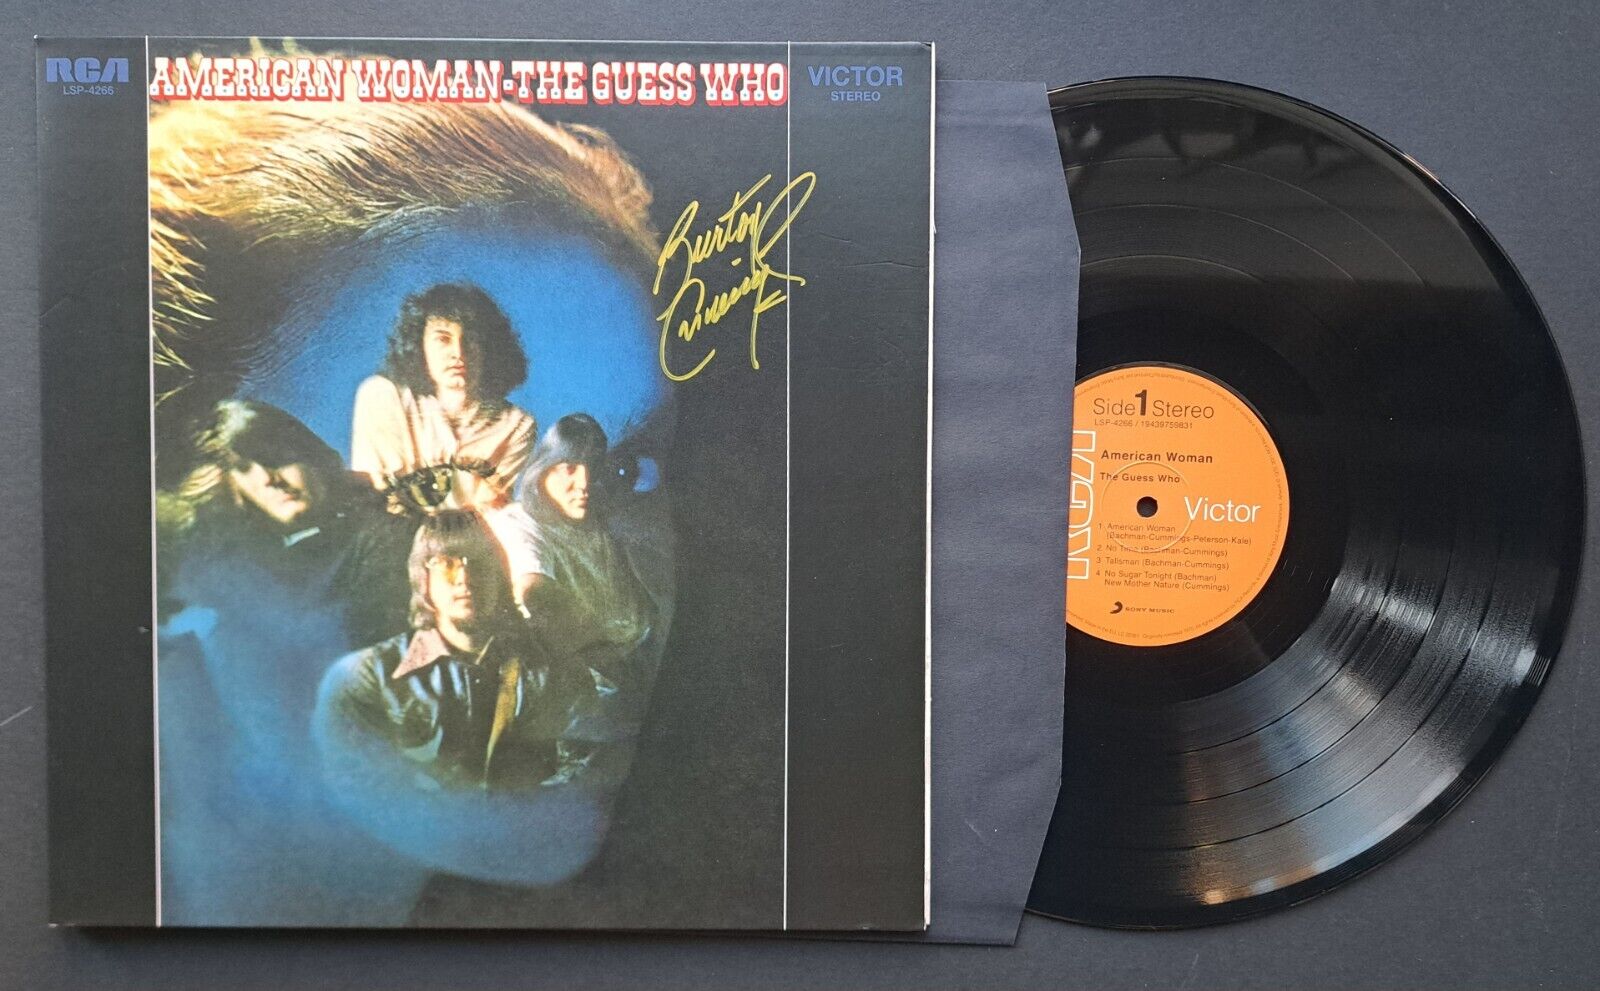 RCA
LSP-4266
AMERICAN WOMAN-THE GUESS WHO
VICTOR
STEREO
Burton
Cummings
Side 1 Stereo
LSP-4266 / 19439759831
American Woman
The Guess Who
RCA
Victor
1 American Woman
(Bachman-Cummings-Peterson-Kale)
2 No Time (Bachman-Cummings)
3 Talisman (Bachman-Cummings)
4 No Sugar Tonight (Bachman)
New Mother Nature (Cummings)
SONY MUSIC